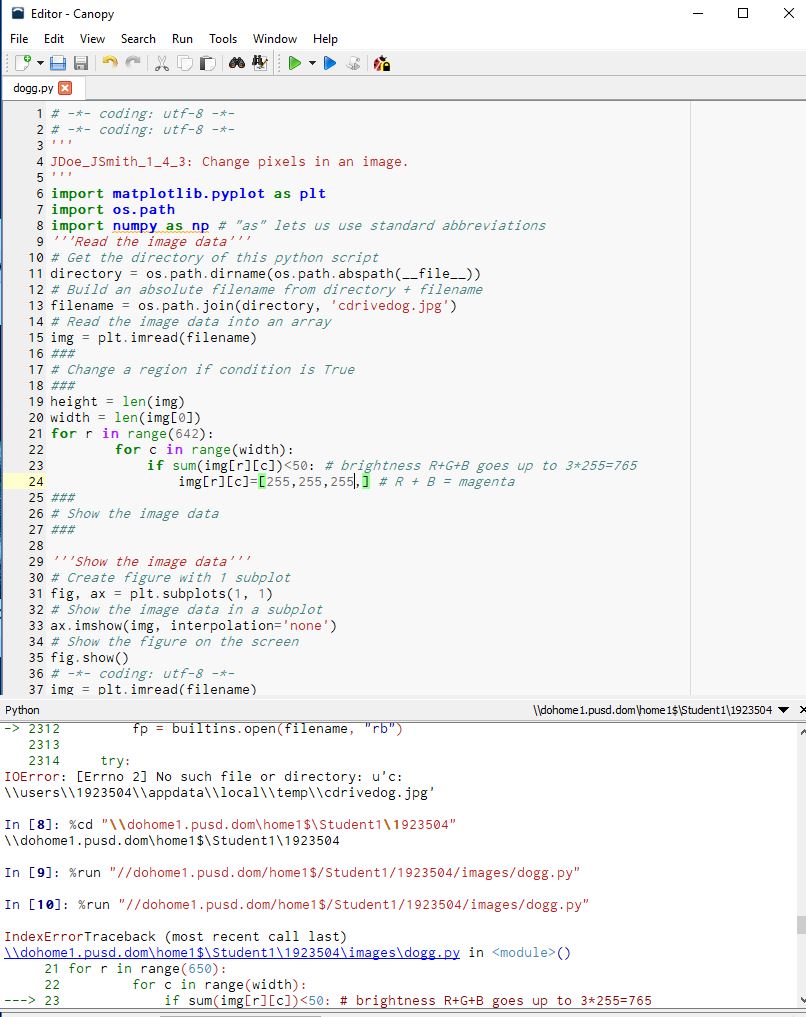 Editor - Canopy
File Edit View Search Run Tools Window Help
dogg.py
1 # -*- coding: utf-8 -*-
2 # -*- coding: utf-8 -*-
3 '''
4 JDoe_JSmith_1_4_3: Change pixels in an image.
5 '''
6 import matplotlib.pyplot as plt
7 import os.path
8 import numpy as np # "as" lets us use standard abbreviations
9 '''Read the image data'''
10 # Get the directory of this python script
11 directory = os.path.dirname(os.path.abspath(__file__))
12 # Build an absolute filename from directory + filename
13 filename = os.path.join(directory, 'cdrivedog.jpg')
14 # Read the image data into an array
15 img = plt.imread(filename)
16 ###
17 # Change a region if condition is True
18 ###
19 height = len(img)
20 width = len(img[0])
21 for r in range(642):
22 for c in range(width):
23 if sum(img[r][c])<50: # brightness R+G+B goes up to 3*255=765
24 img[r][c]=[255,255,255,] # R + B = magenta
25 ###
26 # Show the image data
27 ###
28
29 '''Show the image data'''
30 # Create figure with 1 subplot
31 fig, ax = plt.subplots(1, 1)
32 # Show the image data in a subplot
33 ax.imshow(img, interpolation='none')
34 # Show the figure on the screen
35 fig.show()
36 # -*- coding: utf-8 -*-
37 img = plt.imread(filename)
Python \\dohome1.pusd.dom\home1$\Student1\1923504
-> 2312 fp = builtins.open(filename, "rb")
2313
2314 try:
IOError: [Errno 2] No such file or directory: u'c:
\\users\\1923504\\appdata\\local\\temp\\cdrivedog.jpg'
In [8]: %cd "\\dohome1.pusd.dom\home1$\Student1\1923504"
\\dohome1.pusd.dom\home1$\Student1\1923504
In [9]: %run "//dohome1.pusd.dom/home1$/Student1/1923504/images/dogg.py"
In [10]: %run "//dohome1.pusd.dom/home1$/Student1/1923504/images/dogg.py"
IndexErrorTraceback (most recent call last)
\\dohome1.pusd.dom\home1$\Student1\1923504\images\dogg.py in <module>()
21 for r in range(650):
22 for c in range(width):
---> 23 if sum(img[r][c])<50: # brightness R+G+B goes up to 3*255=765